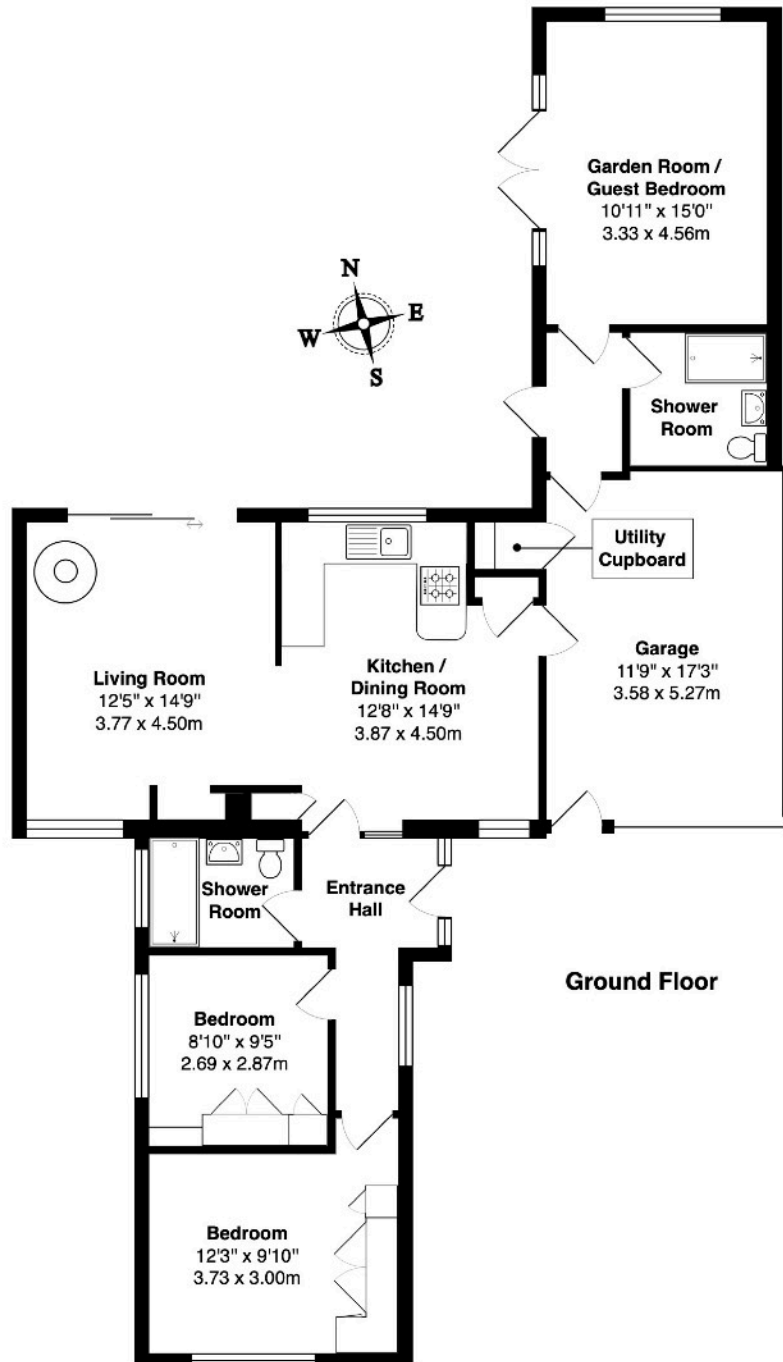 Garden Room /
Guest Bedroom
10'11" x 15'0"
3.33 x 4.56m
N
W
E
S
Shower
Room
Utility
Cupboard
Living Room
12'5" x 14'9"
3.77 x 4.50m
Kitchen /
Dining Room
12'8" x 14'9"
3.87 x 4.50m
Garage
11'9" x 17'3"
3.58 x 5.27m
Shower
Room
Entrance
Hall
Ground Floor
Bedroom
8'10" x 9'5"
2.69 x 2.87m
Bedroom
12'3" x 9'10"
3.73 x 3.00m